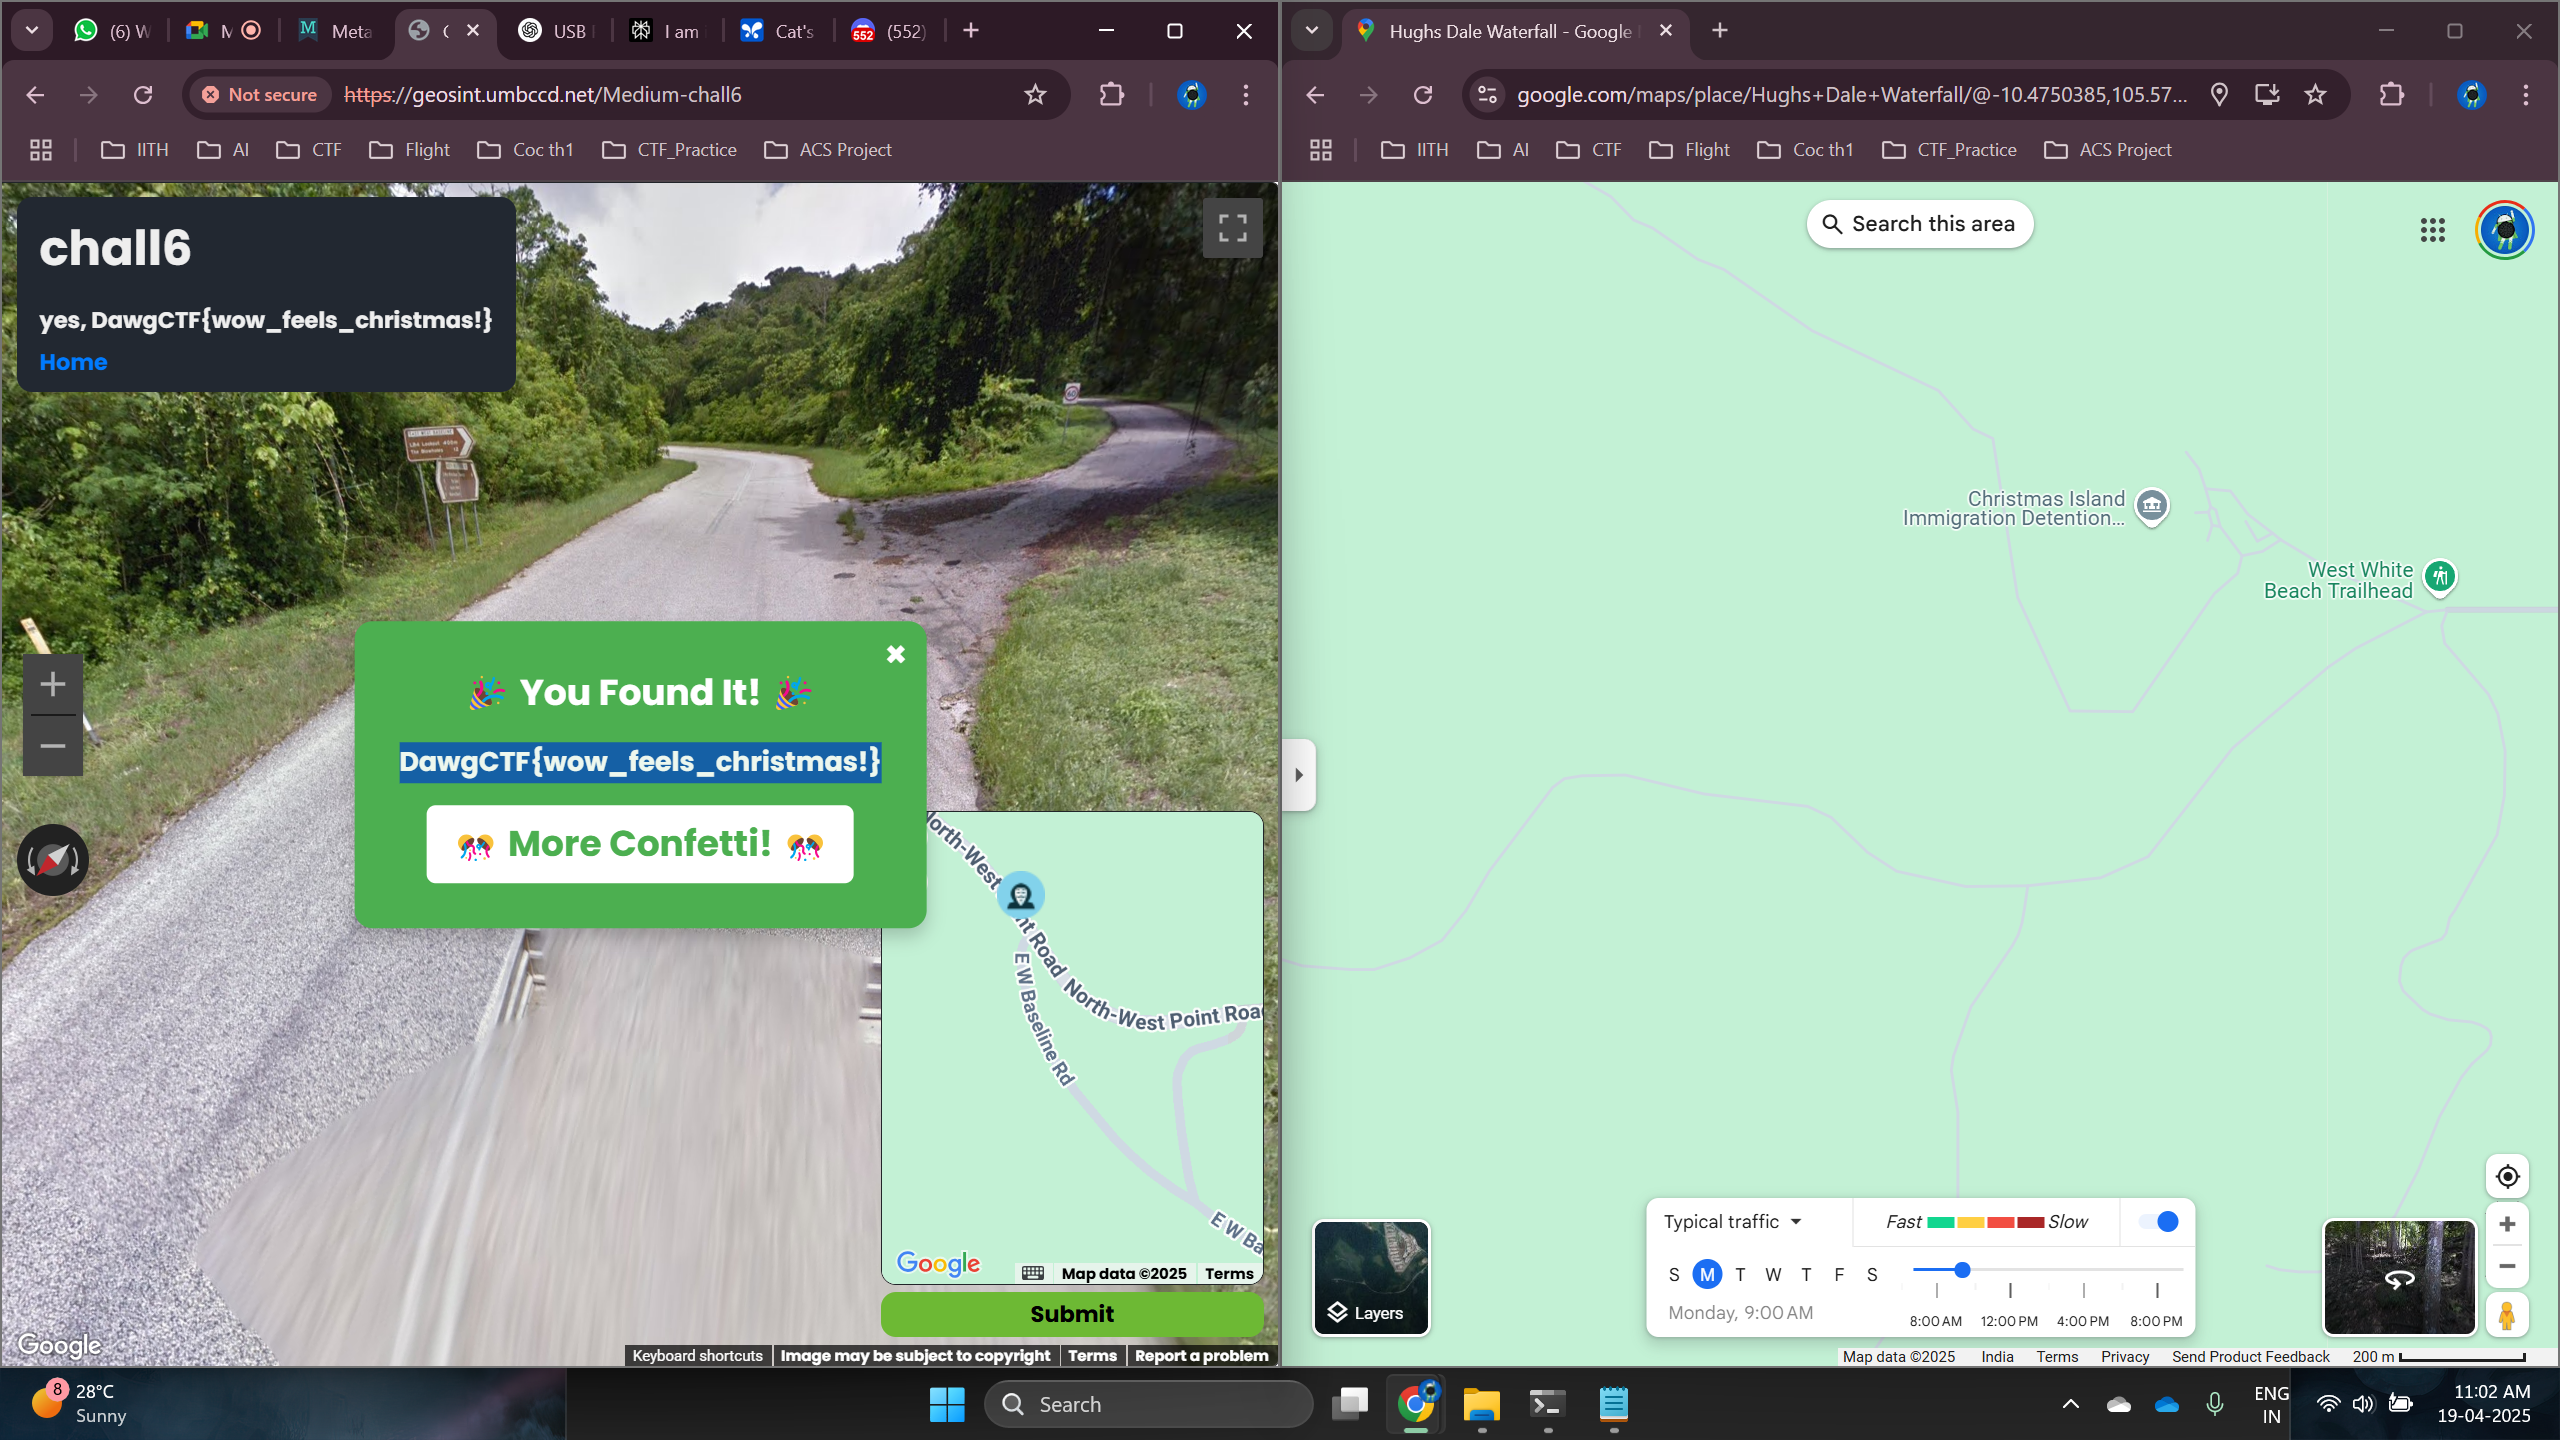 (6) W
M
Meta
(
USB
I am
Cat's
552
(552)
Not secure
https://geosint.umbccd.net/Medium-chall6
IITH
AI
CTF
Flight
Coc th1
CTF_Practice
ACS Project
chall6
yes, DawgCTF{wow_feels_christmas!}
Home
60
🎉 You Found It! 🎉
DawgCTF{wow_feels_christmas!}
🎊 More Confetti! 🎊
North-West
nt Road
North-West Point Road
E W Baseline Rd
E W Ba
Google
Map data ©2025
Terms
Submit
Google
Keyboard shortcuts
Image may be subject to copyright
Terms
Report a problem
Hughs Dale Waterfall - Google
google.com/maps/place/Hughs+Dale+Waterfall/@-10.4750385,105.57...
IITH
AI
CTF
Flight
Coc th1
CTF_Practice
ACS Project
Search this area
Christmas Island
Immigration Detention...
West White
Beach Trailhead
Layers
Typical traffic
Fast
Slow
S M T W T F S
Monday, 9:00 AM
8:00 AM
12:00 PM
4:00 PM
8:00 PM
Map data ©2025
India
Terms
Privacy
Send Product Feedback
200 m
8
28°C
Sunny
Search
ENG
IN
11:02 AM
19-04-2025